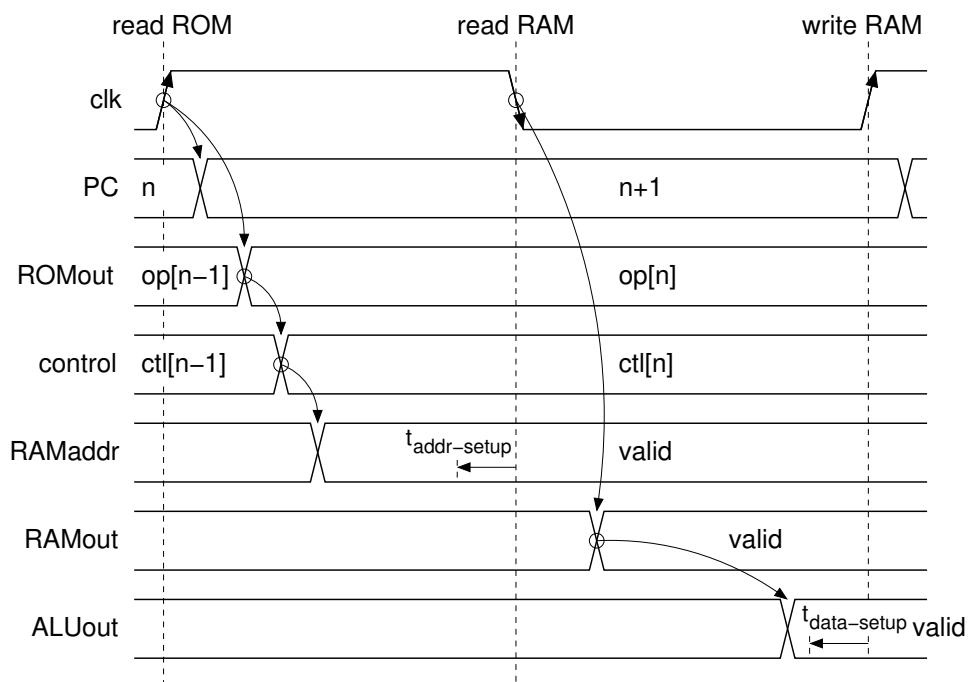 read ROM read RAM write RAM
clk
PC n n+1
ROMout op[n−1] op[n]
control ctl[n−1] ctl[n]
RAMaddr t_addr−setup valid
RAMout valid
ALUout t_data−setup valid